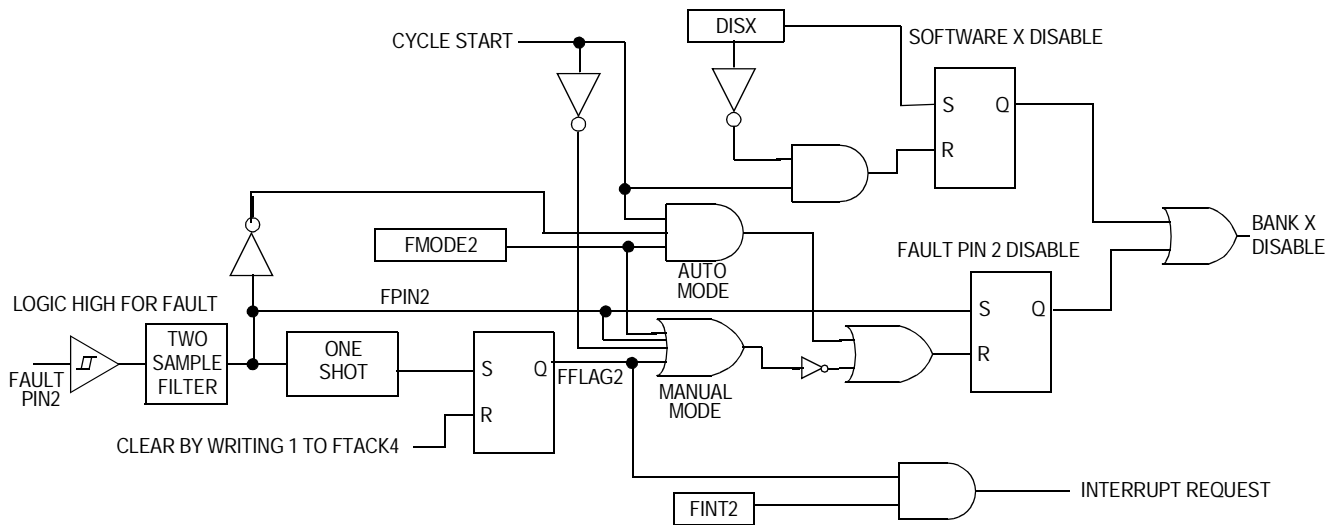 DISX
CYCLE START
SOFTWARE X DISABLE
S
Q
R
FMODE2
AUTO
MODE
BANK X
DISABLE
FAULT PIN 2 DISABLE
LOGIC HIGH FOR FAULT
FPIN2
S
Q
R
TWO
SAMPLE
FILTER
ONE
SHOT
FAULT
PIN2
S
Q
R
FFLAG2
MANUAL
MODE
CLEAR BY WRITING 1 TO FTACK4
FINT2
INTERRUPT REQUEST